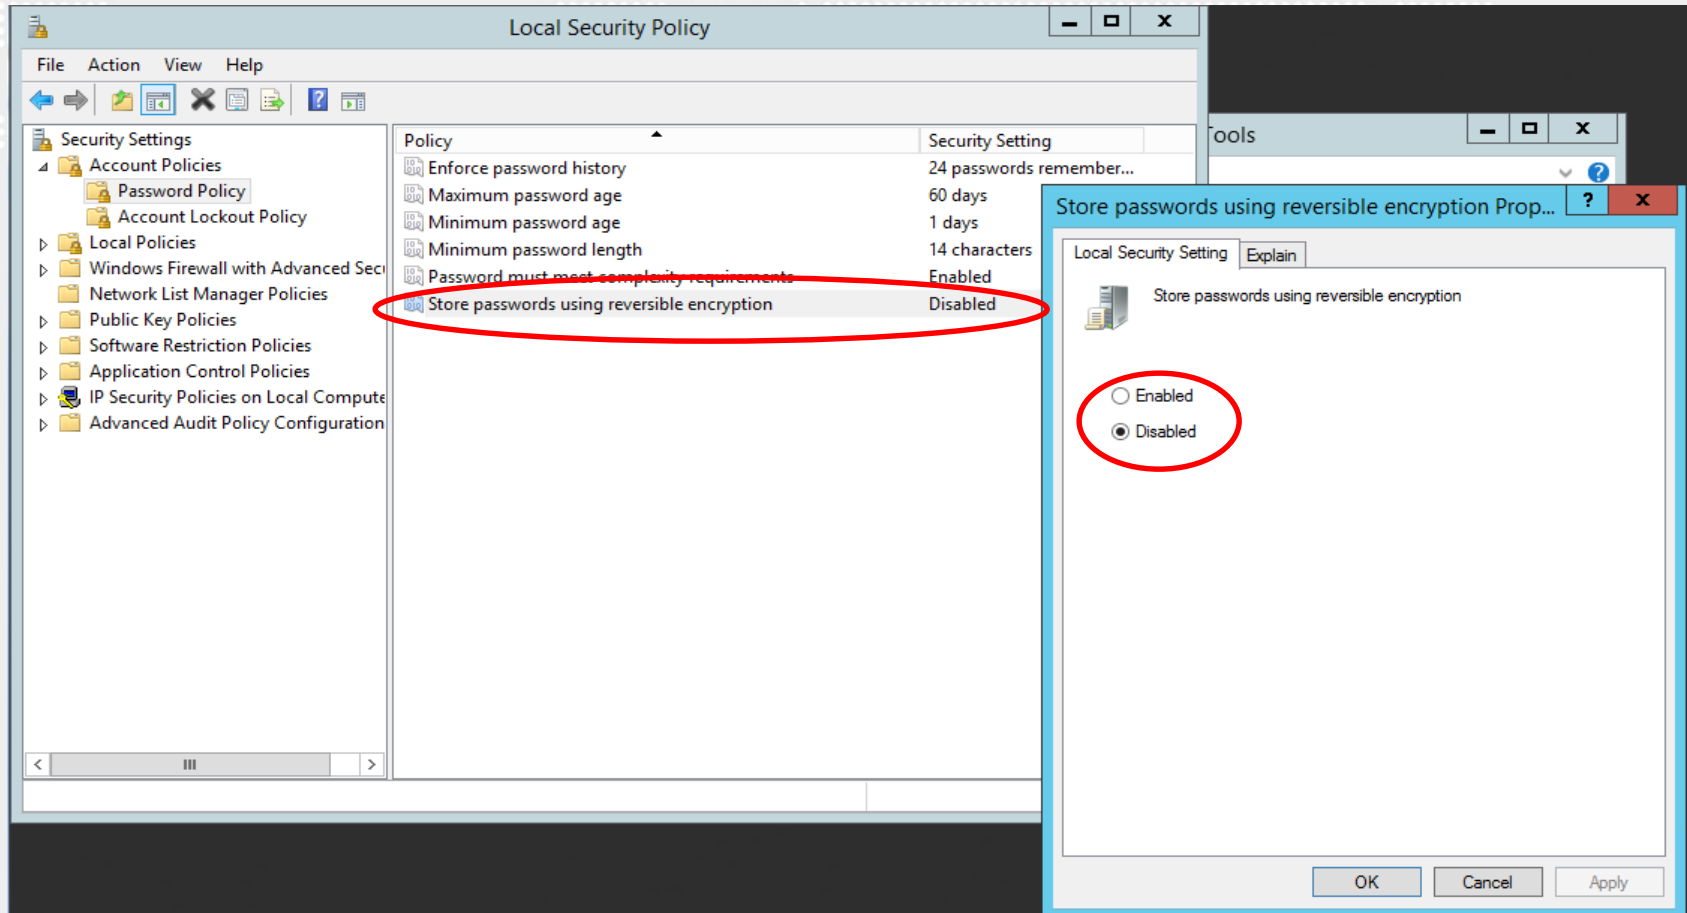 Local Security Policy
File Action View Help
Security Settings
Account Policies
Password Policy
Account Lockout Policy
Local Policies
Windows Firewall with Advanced Secu
Network List Manager Policies
Public Key Policies
Software Restriction Policies
Application Control Policies
IP Security Policies on Local Compute
Advanced Audit Policy Configuration
Policy Security Setting
Enforce password history 24 passwords remember...
Maximum password age 60 days
Minimum password age 1 days
Minimum password length 14 characters
Password must meet complexity requirements Enabled
Store passwords using reversible encryption Disabled
Tools
Store passwords using reversible encryption Prop...
Local Security Setting Explain
Store passwords using reversible encryption
Enabled
Disabled
OK Cancel Apply